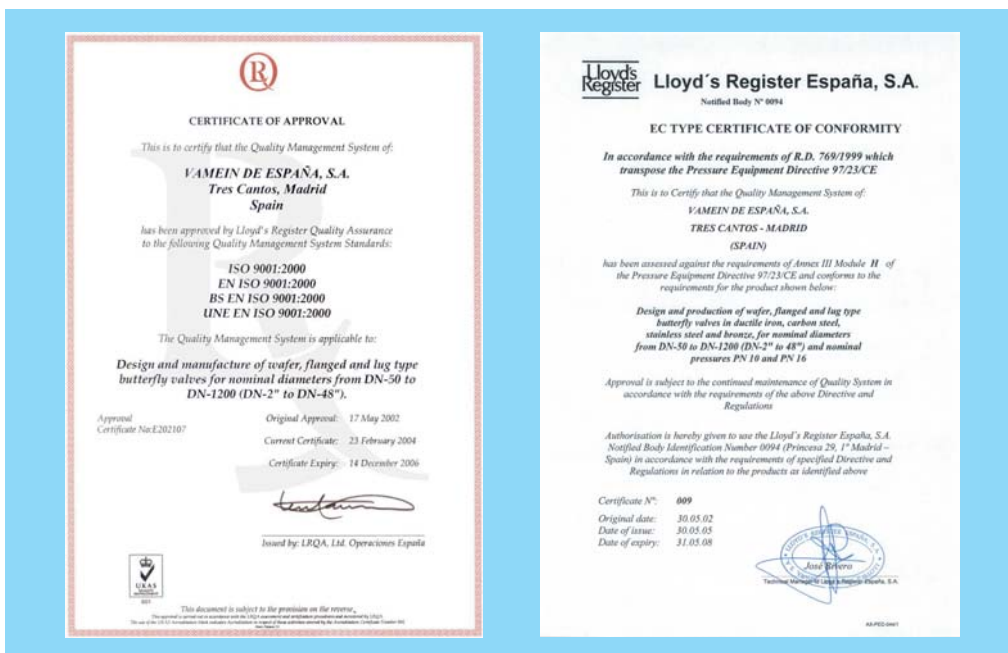 CERTIFICATE OF APPROVAL
This is to certify that the Quality Management System of:
VAMEIN DE ESPAÑA, S.A.
Tres Cantos, Madrid
Spain
has been approved by Lloyd's Register Quality Assurance
to the following Quality Management System Standards:
ISO 9001:2000
EN ISO 9001:2000
BS EN ISO 9001:2000
UNE EN ISO 9001:2000
The Quality Management System is applicable to:
Design and manufacture of wafer, flanged and lug type
butterfly valves for nominal diameters from DN-50 to
DN-1200 (DN-2" to DN-48").
Approval
Certificate No:E202107
Original Approval: 17 May 2002
Current Certificate: 23 February 2004
Certificate Expiry: 14 December 2006
Issued by: LRQA, Ltd. Operaciones España
UKAS
QUALITY
MANAGEMENT
001
This document is subject to the provision on the reverse
Lloyd's
Register
Lloyd´s Register España, S.A.
Notified Body Nº 0094
EC TYPE CERTIFICATE OF CONFORMITY
In accordance with the requirements of R.D. 769/1999 which
transpose the Pressure Equipment Directive 97/23/CE
This is to Certify that the Quality Management System of:
VAMEIN DE ESPAÑA, S.A.
TRES CANTOS - MADRID
(SPAIN)
has been assessed against the requirements of Annex III Module H of
the Pressure Equipment Directive 97/23/CE and conforms to the
requirements for the product shown below:
Design and production of wafer, flanged and lug type
butterfly valves in ductile iron, carbon steel,
stainless steel and bronze, for nominal diameters
from DN-50 to DN-1200 (DN-2" to 48") and nominal
pressures PN 10 and PN 16
Approval is subject to the continued maintenance of Quality System in
accordance with the requirements of the above Directive and
Regulations
Authorisation is hereby given to use the Lloyd´s Register España, S.A.
Notified Body Identification Number 0094 (Princesa 29, 1º Madrid –
Spain) in accordance with the requirements of specified Directive and
Regulations in relation to the products as identified above
Certificate Nº: 009
Original date: 30.05.02
Date of issue: 30.05.05
Date of expiry: 31.05.08
José Rivero
Technical Manager to Lloyd´s Register España, S.A.